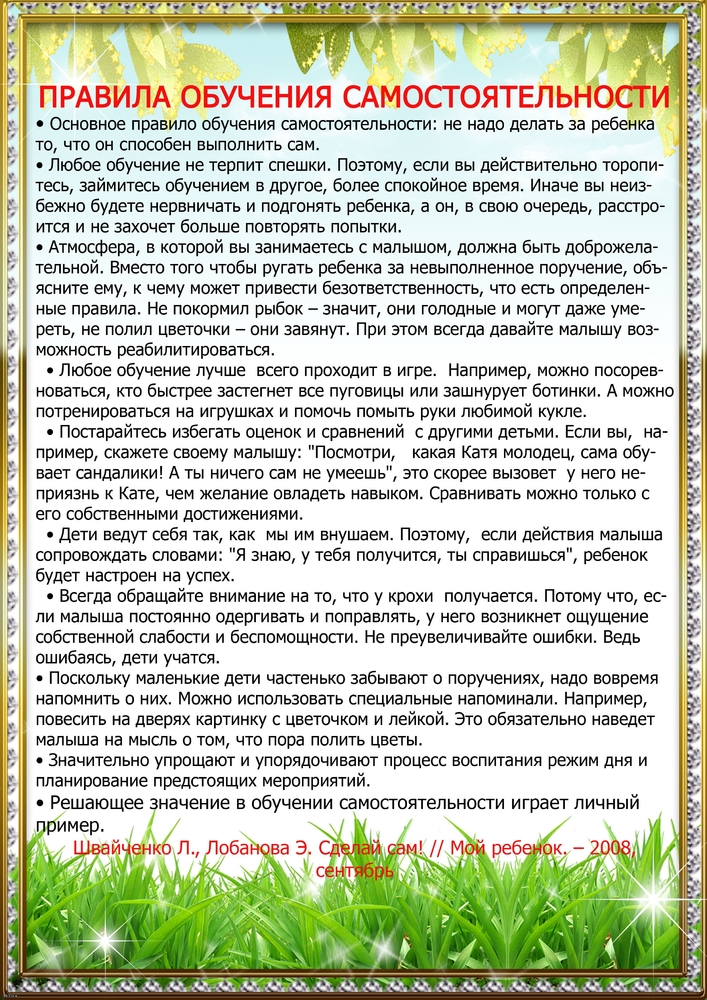 ПРАВИЛА ОБУЧЕНИЯ САМОСТОЯТЕЛЬНОСТИ
• Основное правило обучения самостоятельности: не надо делать за ребенка
то, что он способен выполнить сам.
• Любое обучение не терпит спешки. Поэтому, если вы действительно торопи-
тесь, займитесь обучением в другое, более спокойное время. Иначе вы неиз-
бежно будете нервничать и подгонять ребенка, а он, в свою очередь, расстро-
ится и не захочет больше повторять попытки.
• Атмосфера, в которой вы занимаетесь с малышом, должна быть доброжела-
тельной. Вместо того чтобы ругать ребенка за невыполненное поручение, объ-
ясните ему, к чему может привести безответственность, что есть определен-
ные правила. Не покормил рыбок – значит, они голодные и могут даже уме-
реть, не полил цветочки – они завянут. При этом всегда давайте малышу воз-
можность реабилитироваться.
• Любое обучение лучше всего проходит в игре. Например, можно посорев-
новаться, кто быстрее застегнет все пуговицы или зашнурует ботинки. А можно
потренироваться на игрушках и помочь помыть руки любимой кукле.
• Постарайтесь избегать оценок и сравнений с другими детьми. Если вы, на-
пример, скажете своему малышу: "Посмотри, какая Катя молодец, сама обу-
вает сандалики! А ты ничего сам не умеешь", это скорее вызовет у него не-
приязнь к Кате, чем желание овладеть навыком. Сравнивать можно только с
его собственными достижениями.
• Дети ведут себя так, как мы им внушаем. Поэтому, если действия малыша
сопровождать словами: "Я знаю, у тебя получится, ты справишься", ребенок
будет настроен на успех.
• Всегда обращайте внимание на то, что у крохи получается. Потому что, ес-
ли малыша постоянно одергивать и поправлять, у него возникнет ощущение
собственной слабости и беспомощности. Не преувеличивайте ошибки. Ведь
ошибаясь, дети учатся.
• Поскольку маленькие дети частенько забывают о поручениях, надо вовремя
напомнить о них. Можно использовать специальные напоминали. Например,
повесить на дверях картинку с цветочком и лейкой. Это обязательно наведет
малыша на мысль о том, что пора полить цветы.
• Значительно упрощают и упорядочивают процесс воспитания режим дня и
планирование предстоящих мероприятий.
• Решающее значение в обучении самостоятельности играет личный
пример.
Швайченко Л., Лобанова Э. Сделай сам! // Мой ребенок. – 2008,
сентябрь